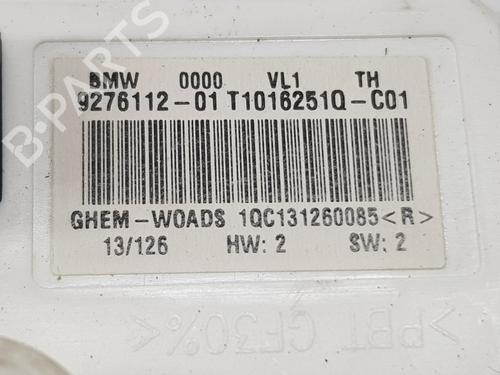 BMW 0000 VL1 TH
9276112-01 T1016251Q-C01
GHEM-WOADS 1QC131260085<R>
13/126 HW: 2 SW: 2
>PBT GF30%<
B-PARTS